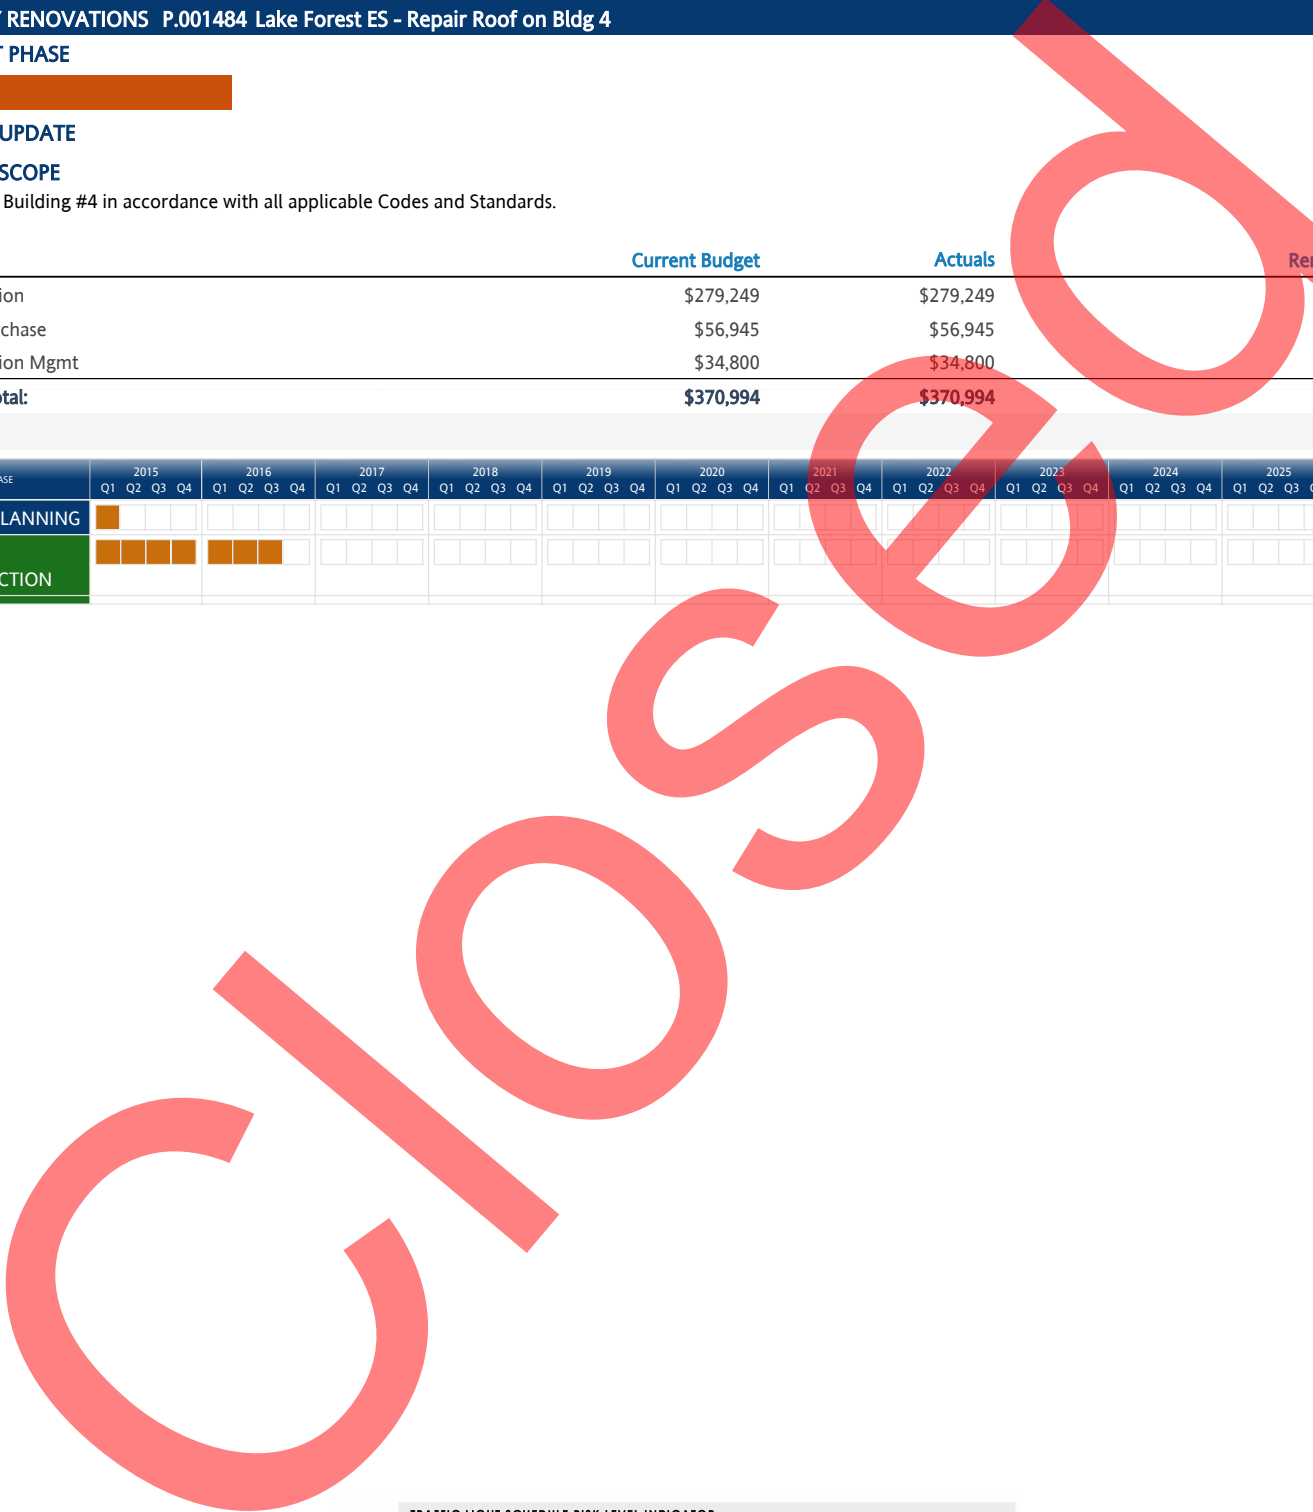 RENOVATIONS P.001484 Lake Forest ES - Repair Roof on Bldg 4
PHASE
UPDATE
SCOPE
Building #4 in accordance with all applicable Codes and Standards.
Current Budget Actuals
ion $279,249 $279,249
chase $56,945 $56,945
ion Mgmt $34,800 $34,800
otal: $370,994 $370,994
2015 2016 2017 2018 2019 2020 2021 2022 2023 2024 2025
ASE Q1 Q2 Q3 Q4 Q1 Q2 Q3 Q4 Q1 Q2 Q3 Q4 Q1 Q2 Q3 Q4 Q1 Q2 Q3 Q4 Q1 Q2 Q3 Q4 Q1 Q2 Q3 Q4 Q1 Q2 Q3 Q4 Q1 Q2 Q3 Q4 Q1 Q2 Q3 Q4 Q1 Q2 Q3
LANNING
CTION
Closed